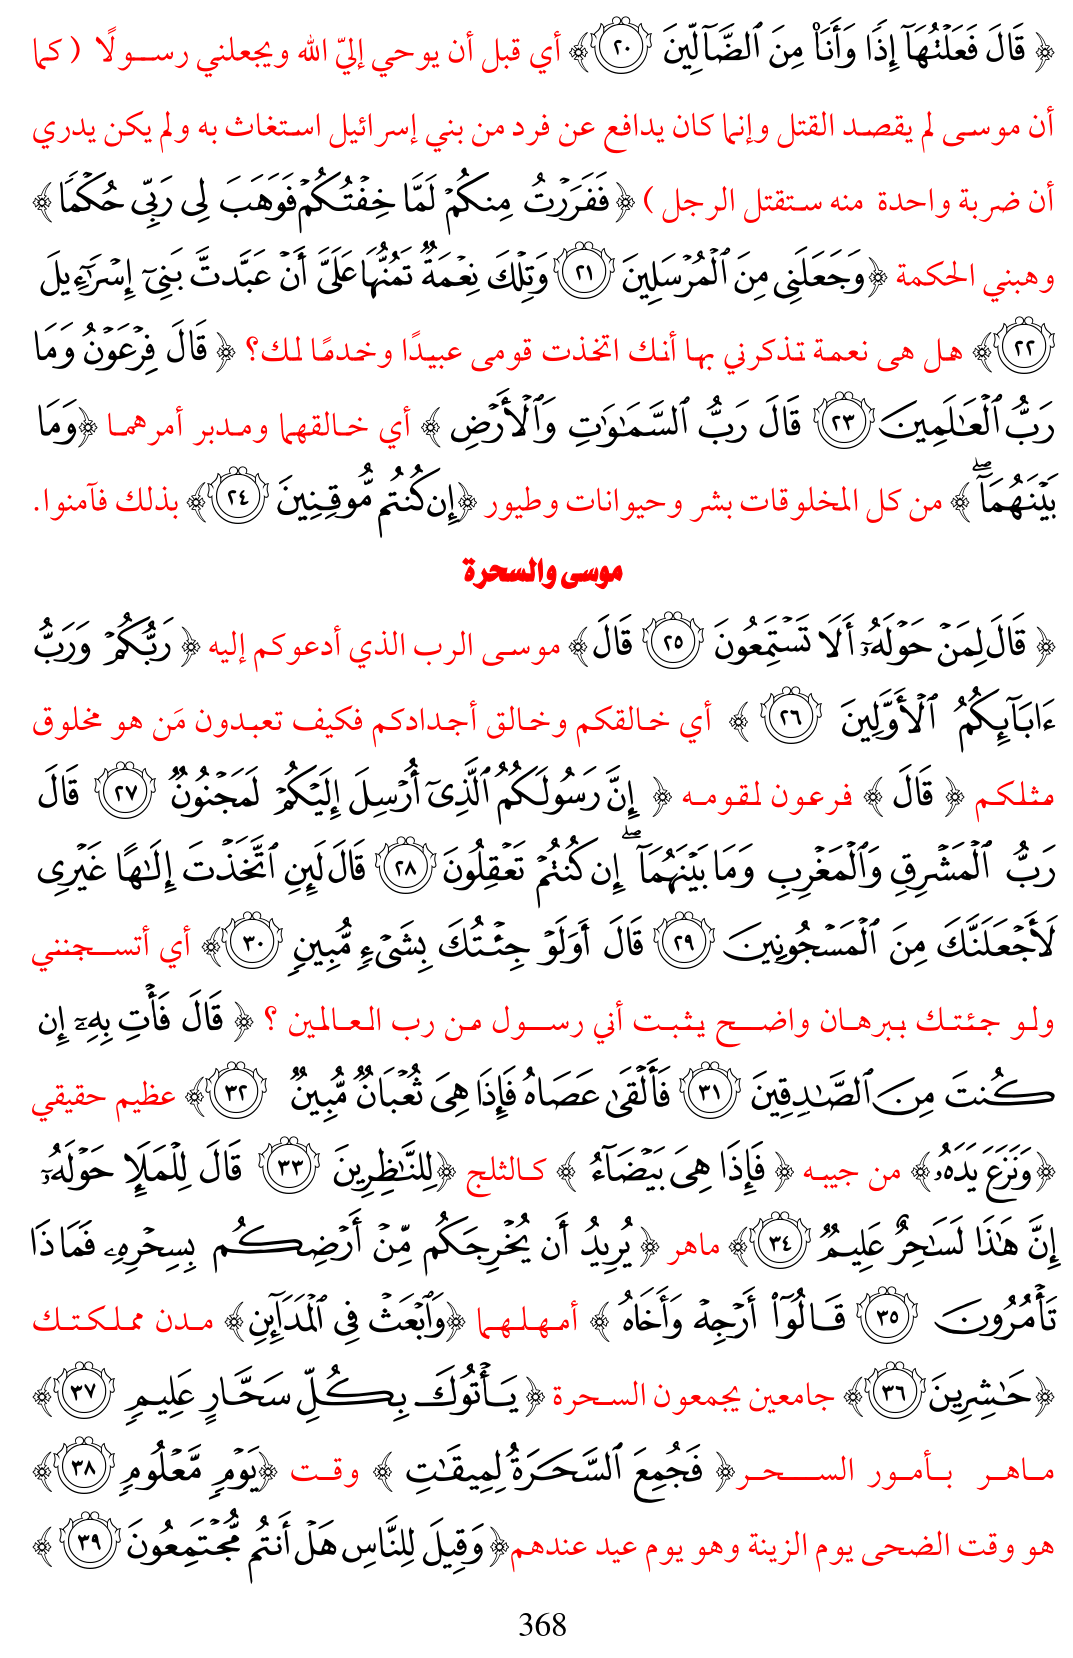 ﴿ قَالَ فَعَلْتُهَآ إِذًا وَأَنَا۠ مِنَ ٱلضَّآلِّينَ ٢٠﴾ أي قبل أن يوحي إليّ الله ويجعلني رسـولًا ( كما
أن موسى لم يقصد القتل وإنما كان يدافع عن فرد من بني إسرائيل استغاث به ولم يكن يدري
أن ضربة واحدة منه ستقتل الرجل ) ﴿ فَفَرَرْتُ مِنكُمْ لَمَّا خِفْتُكُمْ فَوَهَبَ لِى رَبِّى حُكْمًا ﴾
وهبني الحكمة ﴿وَجَعَلَنِى مِنَ ٱلْمُرْسَلِينَ ٢١ وَتِلْكَ نِعْمَةٌ تَمُنُّهَا عَلَىَّ أَنْ عَبَّدتَّ بَنِىٓ إِسْرَٰٓءِيلَ
٢٢﴾ هل هى نعمة تذكرني بها أنك اتخذت قومى عبيدًا وخدمًا لك؟ ﴿ قَالَ فِرْعَوْنُ وَمَا
رَبُّ ٱلْعَـٰلَمِينَ ٢٣ قَالَ رَبُّ ٱلسَّمَـٰوَٰتِ وَٱلْأَرْضِ ﴾ أي خالقهما ومدبر أمرهما ﴿وَمَا
بَيْنَهُمَآ ۖ ﴾ من كل المخلوقات بشر وحيوانات وطيور ﴿إِن كُنتُم مُّوقِنِينَ ٢٤﴾ بذلك فآمنوا.
موسى والسحرة
﴿ قَالَ لِمَنْ حَوْلَهُۥٓ أَلَا تَسْتَمِعُونَ ٢٥ قَالَ﴾ موسى الرب الذي أدعوكم إليه ﴿ رَبُّكُمْ وَرَبُّ
ءَابَآئِكُمُ ٱلْأَوَّلِينَ ٢٦ ﴾ أي خالقكم وخالق أجدادكم فكيف تعبدون مَن هو مخلوق
مثلكم ﴿ قَالَ ﴾ فرعون لقومه ﴿ إِنَّ رَسُولَكُمُ ٱلَّذِىٓ أُرْسِلَ إِلَيْكُمْ لَمَجْنُونٌ ٢٧ قَالَ
رَبُّ ٱلْمَشْرِقِ وَٱلْمَغْرِبِ وَمَا بَيْنَهُمَآ ۖ إِن كُنتُمْ تَعْقِلُونَ ٢٨ قَالَ لَئِنِ ٱتَّخَذْتَ إِلَـٰهًا غَيْرِى
لَأَجْعَلَنَّكَ مِنَ ٱلْمَسْجُونِينَ ٢٩ قَالَ أَوَلَوْ جِئْتُكَ بِشَىْءٍ مُّبِينٍ ٣٠﴾ أي أتسـجنني
ولو جئتك ببرهان واضـح يثبت أني رسـول من رب العالمين ؟ ﴿ قَالَ فَأْتِ بِهِۦٓ إِن
كُنتَ مِنَ ٱلصَّـٰدِقِينَ ٣١ فَأَلْقَىٰ عَصَاهُ فَإِذَا هِىَ ثُعْبَانٌ مُّبِينٌ ٣٢﴾ عظيم حقيقي
﴿وَنَزَعَ يَدَهُۥ﴾ من جيبه ﴿ فَإِذَا هِىَ بَيْضَآءُ ﴾ كالثلج ﴿لِلنَّـٰظِرِينَ ٣٣ قَالَ لِلْمَلَإِ حَوْلَهُۥٓ
إِنَّ هَـٰذَا لَسَـٰحِرٌ عَلِيمٌ ٣٤﴾ ماهر ﴿ يُرِيدُ أَن يُخْرِجَكُم مِّنْ أَرْضِكُم بِسِحْرِهِۦ فَمَاذَا
تَأْمُرُونَ ٣٥ قَالُوٓا۟ أَرْجِهْ وَأَخَاهُ ﴾ أمهلهما ﴿وَٱبْعَثْ فِى ٱلْمَدَآئِنِ﴾ مدن مملكتك
﴿حَـٰشِرِينَ ٣٦﴾ جامعين يجمعون السحرة ﴿ يَأْتُوكَ بِكُلِّ سَحَّارٍ عَلِيمٍ ٣٧﴾
ماهر بأمور السـحر﴿ فَجُمِعَ ٱلسَّحَرَةُ لِمِيقَـٰتِ ﴾ وقت ﴿يَوْمٍ مَّعْلُومٍ ٣٨﴾
هو وقت الضحى يوم الزينة وهو يوم عيد عندهم﴿ وَقِيلَ لِلنَّاسِ هَلْ أَنتُم مُّجْتَمِعُونَ ٣٩ ﴾
368